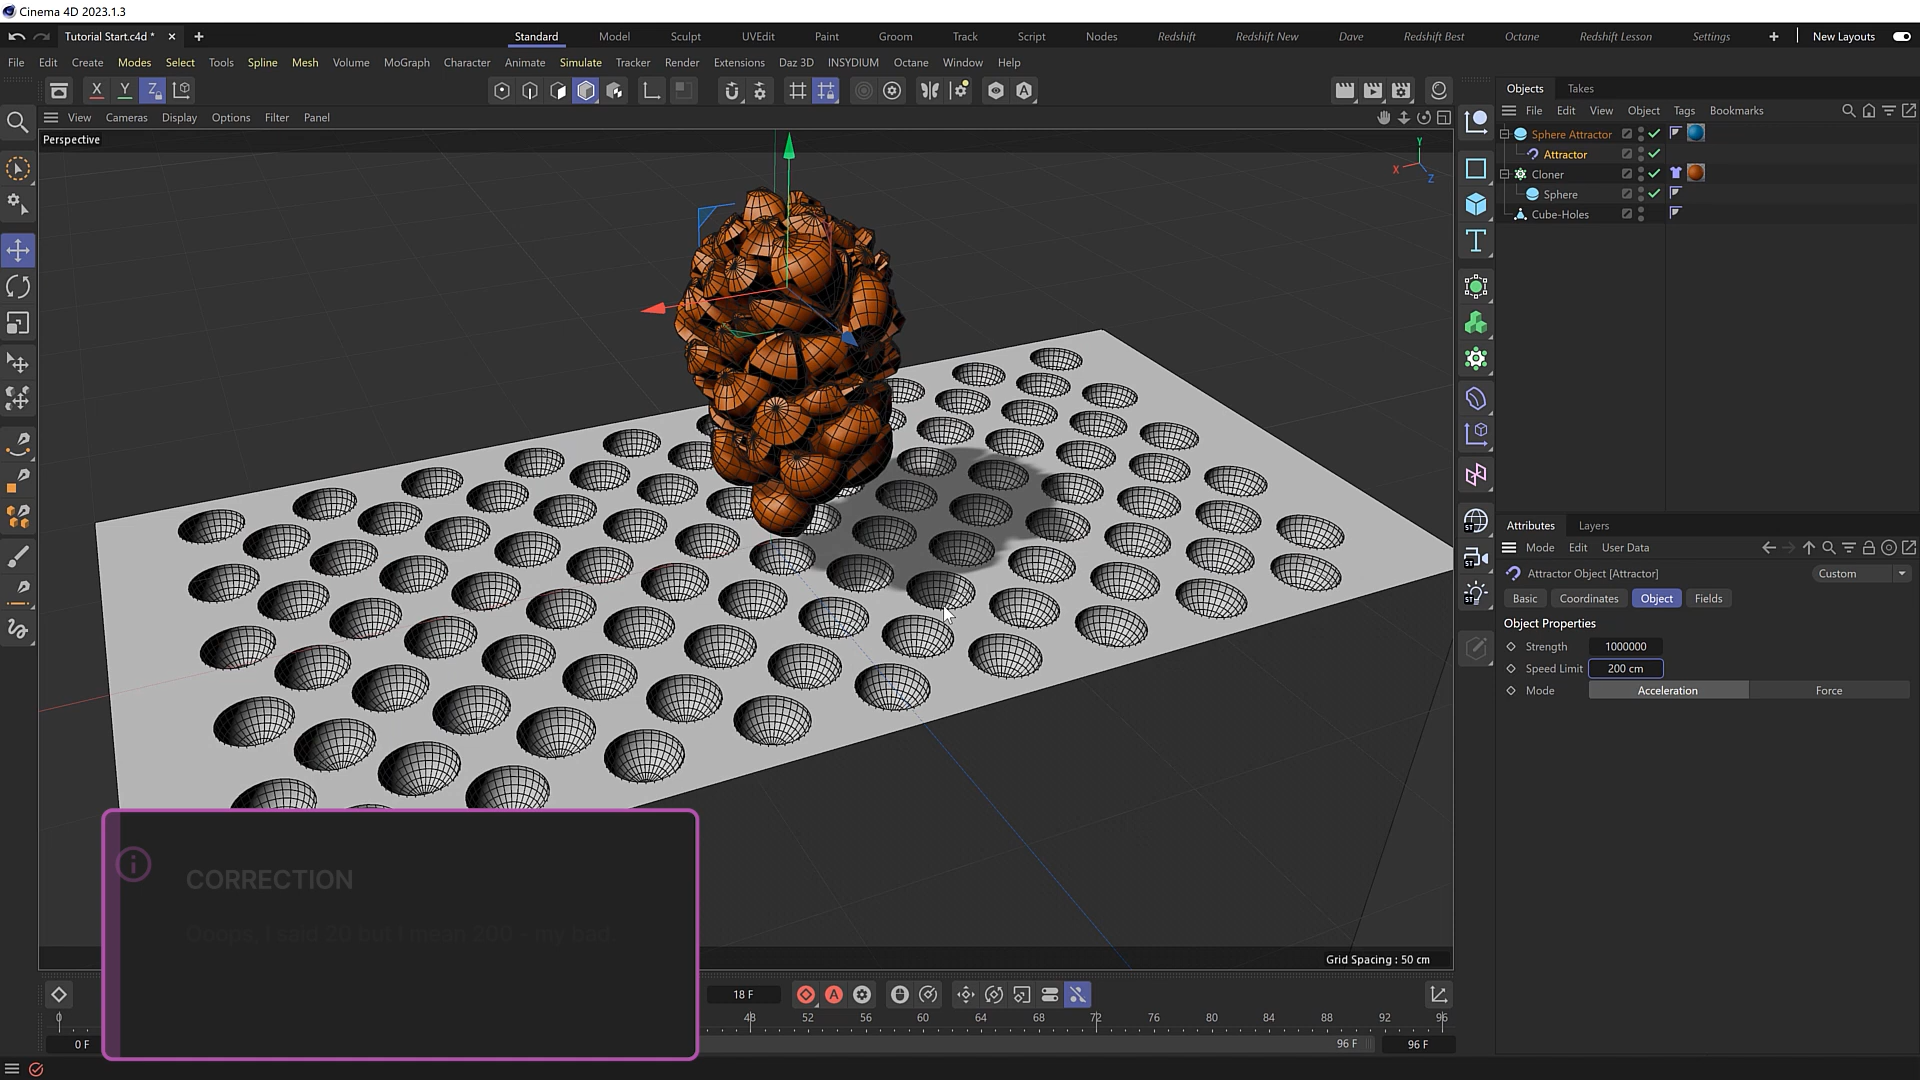 Cinema 4D 2023.1.3
Tutorial Start.c4d *
Standard Model Sculpt UVEdit Paint Groom Track Script Nodes Redshift Redshift New Dave Redshift Best Octane Redshift Lesson Settings New Layouts
File Edit Create Modes Select Tools Spline Mesh Volume MoGraph Character Animate Simulate Tracker Render Extensions Daz 3D INSYDIUM Octane Window Help
X Y Z
Objects Takes
View Cameras Display Options Filter Panel
File Edit View Object Tags Bookmarks
Perspective
Y
X
Z
Sphere Attractor
Attractor
Cloner
Sphere
Cube-Holes
Attributes Layers
Mode Edit User Data
Attractor Object [Attractor]
Custom
Basic Coordinates Object Fields
Object Properties
Strength 1000000
Speed Limit 200 cm
Mode Acceleration Force
CORRECTION
Ooops, I said 20 but I mean 200 - my bad.
Grid Spacing : 50 cm
18 F
0 48 52 56 60 64 68 72 76 80 84 88 92 96
0 F 96 F 96 F